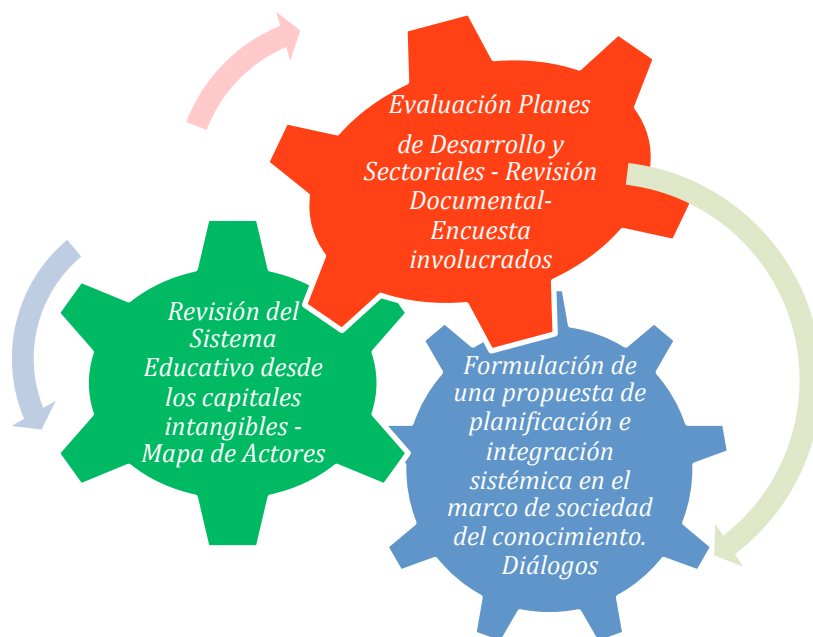 Evaluación Planes
de Desarrollo y
Sectoriales - Revisión
Documental-
Encuesta
involucrados
Revisión del
Sistema
Educativo desde
los capitales
intangibles -
Mapa de Actores
Formulación de
una propuesta de
planificación e
integración
sistémica en el
marco de sociedad
del conocimiento.
Diálogos